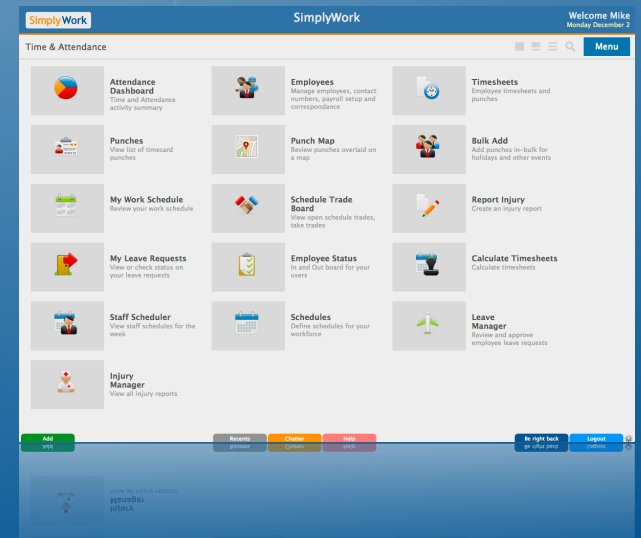 SimplyWork
SimplyWork
Welcome Mike
Monday December 2
Time & Attendance
Menu
Attendance
Dashboard
Time and Attendance
activity summary
Employees
Manage employees, contact
numbers, payroll setup and
correspondance
Timesheets
Employee timesheets and
punches
Punches
View list of timecard
punches
Punch Map
Review punches overlaid on
a map
Bulk Add
Add punches in-bulk for
holidays and other events
My Work Schedule
Review your work schedule
Schedule Trade
Board
View open schedule trades,
take trades
Report Injury
Create an injury report
My Leave Requests
View or check status on
your leave requests
Employee Status
In and Out board for your
users
Calculate Timesheets
Calculate timesheets
Staff Scheduler
View staff schedules for the
week
Schedules
Define schedules for your
workforce
Leave
Manager
Review and approve
employee leave requests
Injury
Manager
View all injury reports
Add
Recents
Chatter
Help
Be right back
Logout